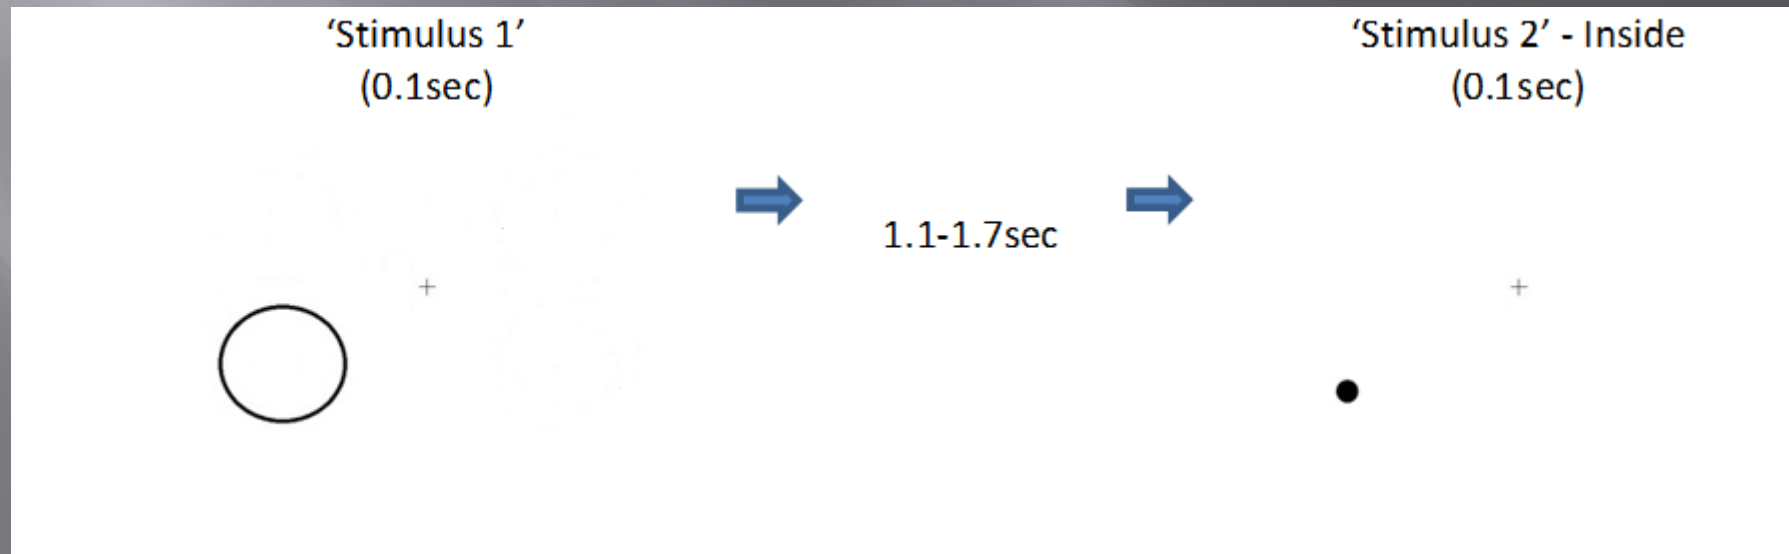 ‘Stimulus 1’
(0.1sec)
1.1-1.7sec
‘Stimulus 2’ - Inside
(0.1sec)